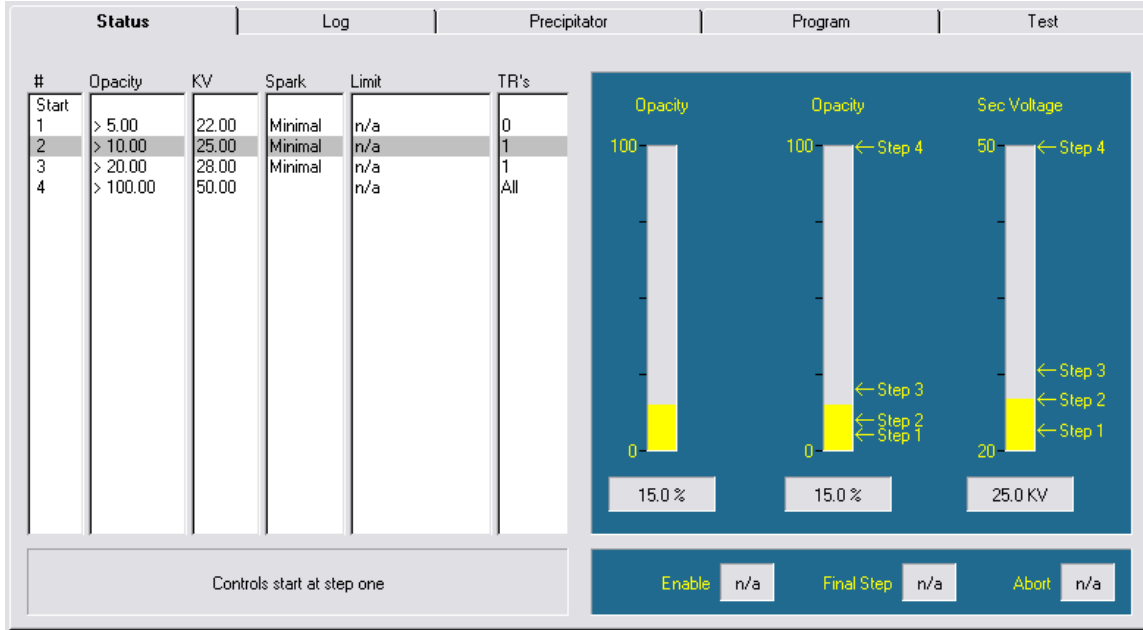 Status Log Precipitator Program Test
# Opacity KV Spark Limit TR's
Start
1 > 5.00 22.00 Minimal n/a 0
2 > 10.00 25.00 Minimal n/a 1
3 > 20.00 28.00 Minimal n/a 1
4 > 100.00 50.00 n/a All
Controls start at step one
Opacity Opacity Sec Voltage
100 100 ←Step 4 50 ←Step 4
←Step 3
←Step 3
←Step 2
←Step 2
←Step 1
←Step 1
0 0 20
15.0 % 15.0 % 25.0 KV
Enable n/a Final Step n/a Abort n/a